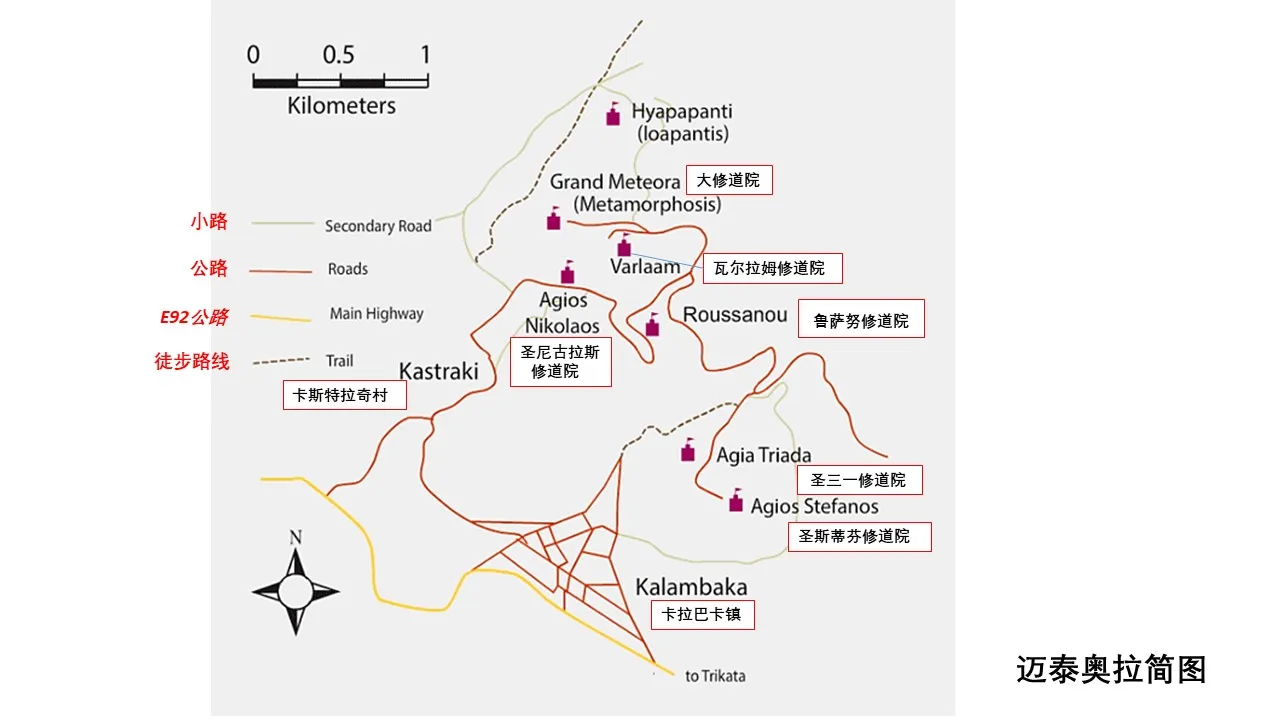 0 0.5 1
Kilometers
Hyapapanti
(Ioapantis)
Grand Meteora
(Metamorphosis)
大修道院
小路
Secondary Road
公路
Roads
E92公路
Main Highway
徒步路线
Trail
Varlaam
瓦尔拉姆修道院
Agios
Nikolaos
圣尼古拉斯
修道院
Roussanou
鲁萨努修道院
Kastraki
卡斯特拉奇村
Agia Triada
圣三一修道院
Agios Stefanos
圣斯蒂芬修道院
N
Kalambaka
卡拉巴卡镇
to Trikata
迈泰奥拉简图